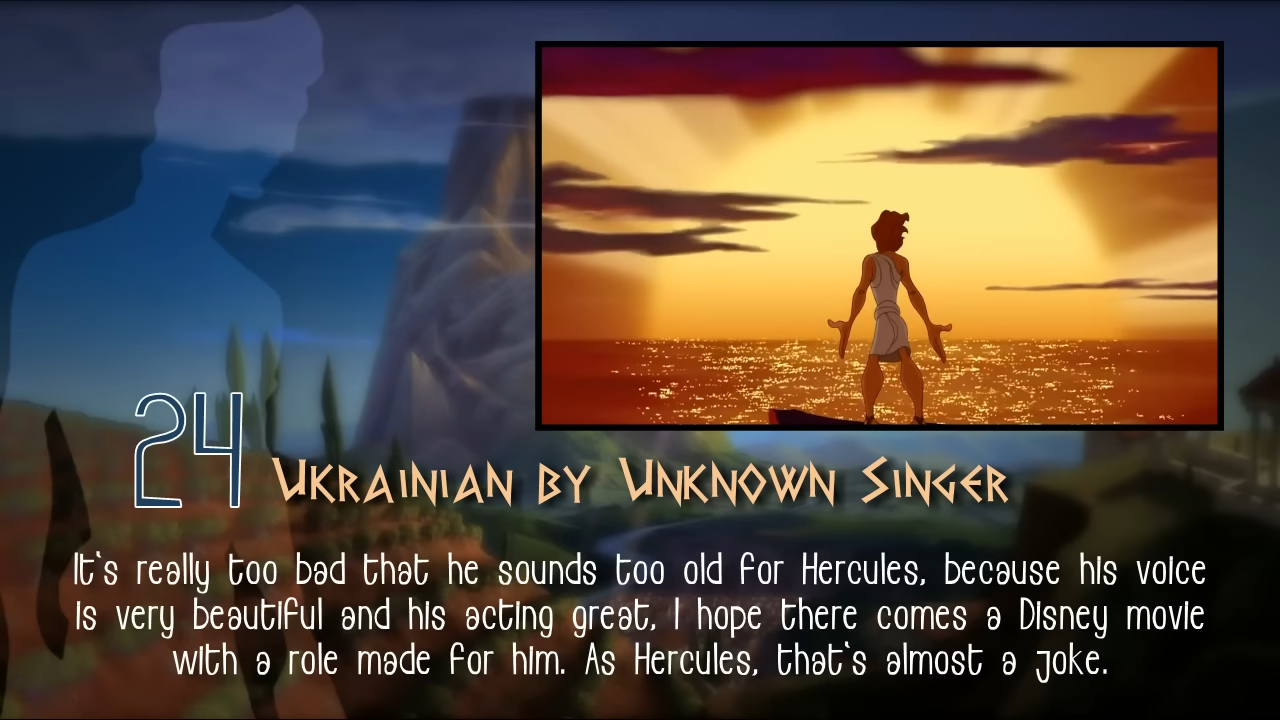 24
Ukrainian by Unknown Singer
It's really too bad that he sounds too old for Hercules, because his voice
is very beautiful and his acting great, I hope there comes a Disney movie
with a role made for him. As Hercules, that's almost a joke.